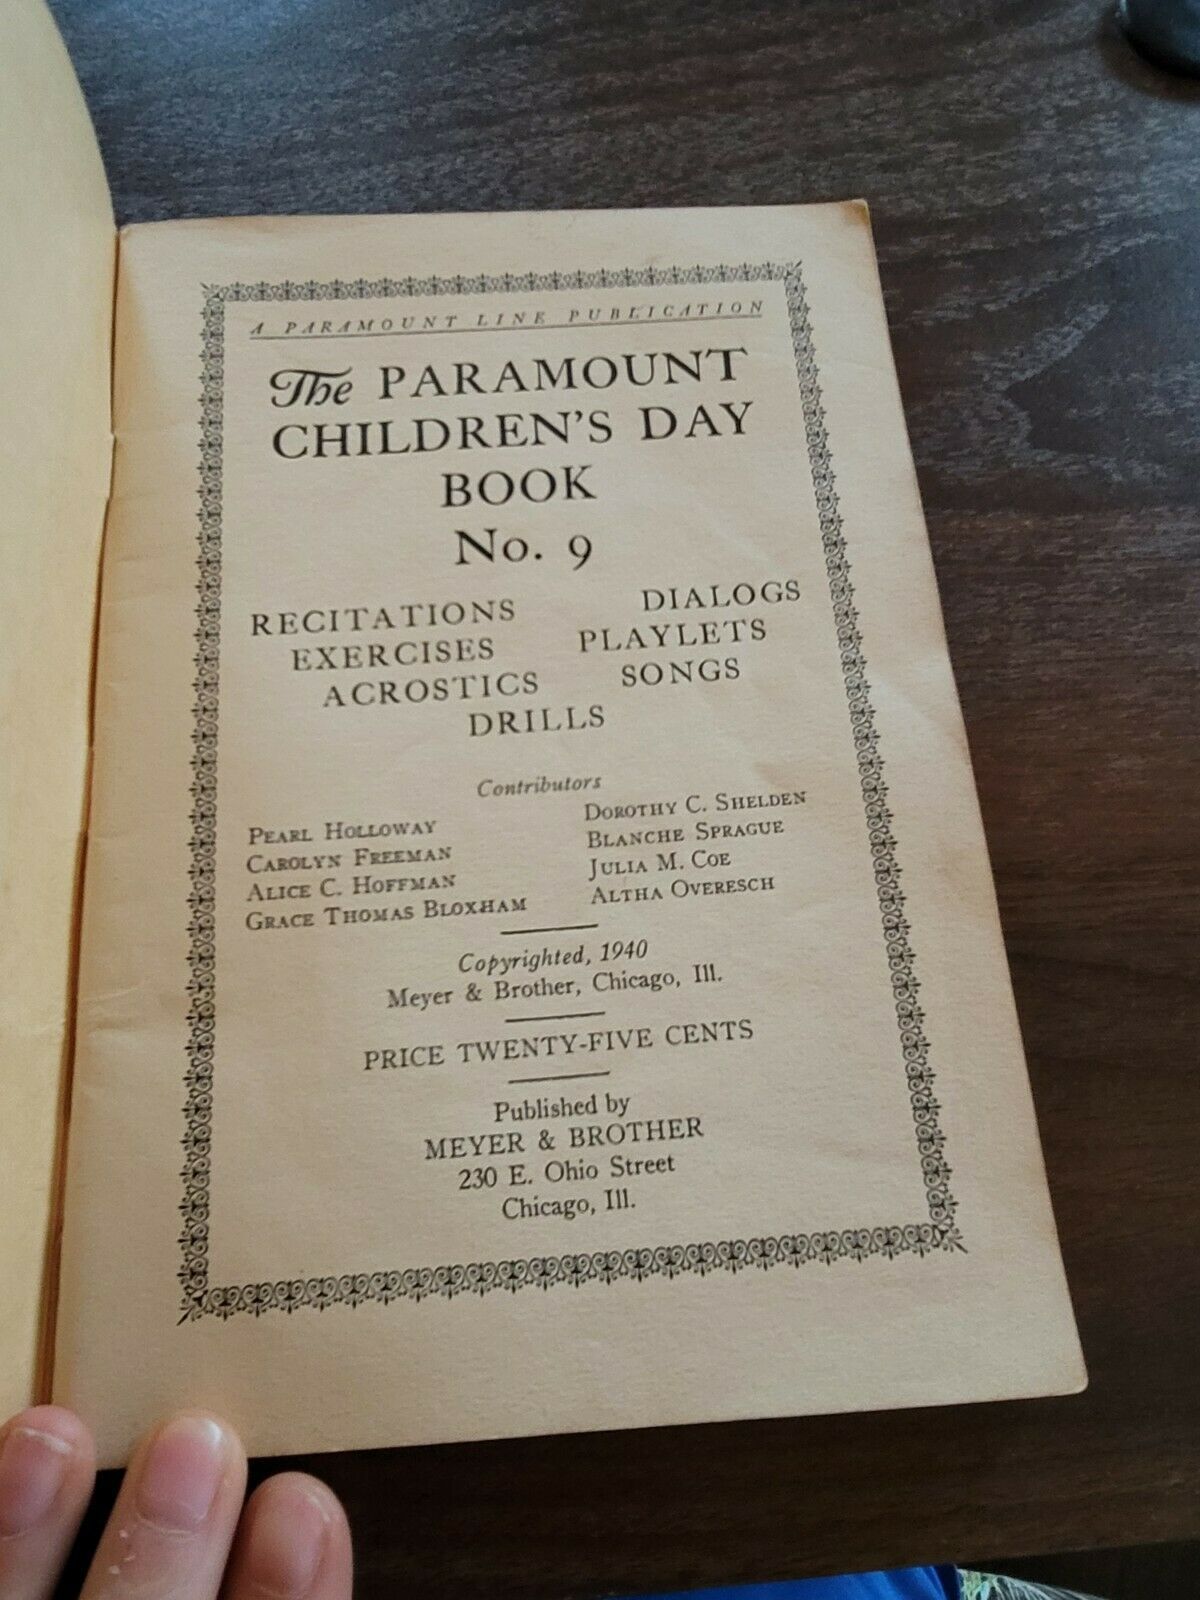 A PARAMOUNT LINE PUBLICATION
The PARAMOUNT
CHILDREN'S DAY
BOOK
No. 9
RECITATIONS DIALOGS
EXERCISES PLAYLETS
ACROSTICS SONGS
DRILLS
Contributors
PEARL HOLLOWAY DOROTHY C. SHELDEN
CAROLYN FREEMAN BLANCHE SPRAGUE
ALICE C. HOFFMAN JULIA M. COE
GRACE THOMAS BLOXHAM ALTHA OVERESCH
Copyrighted, 1940
Meyer & Brother, Chicago, Ill.
PRICE TWENTY-FIVE CENTS
Published by
MEYER & BROTHER
230 E. Ohio Street
Chicago, Ill.